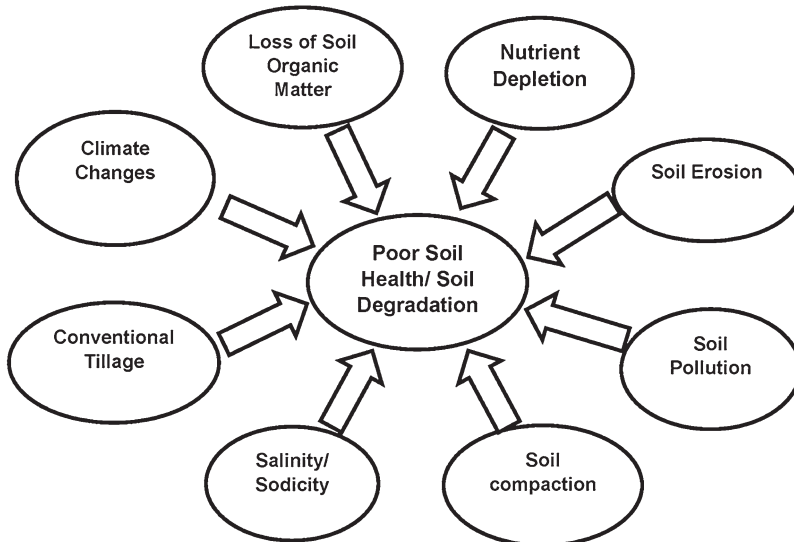 Loss of Soil
Organic
Matter
Nutrient
Depletion
Climate
Changes
Soil Erosion
Poor Soil
Health/ Soil
Degradation
Conventional
Tillage
Soil
Pollution
Salinity/
Sodicity
Soil
compaction